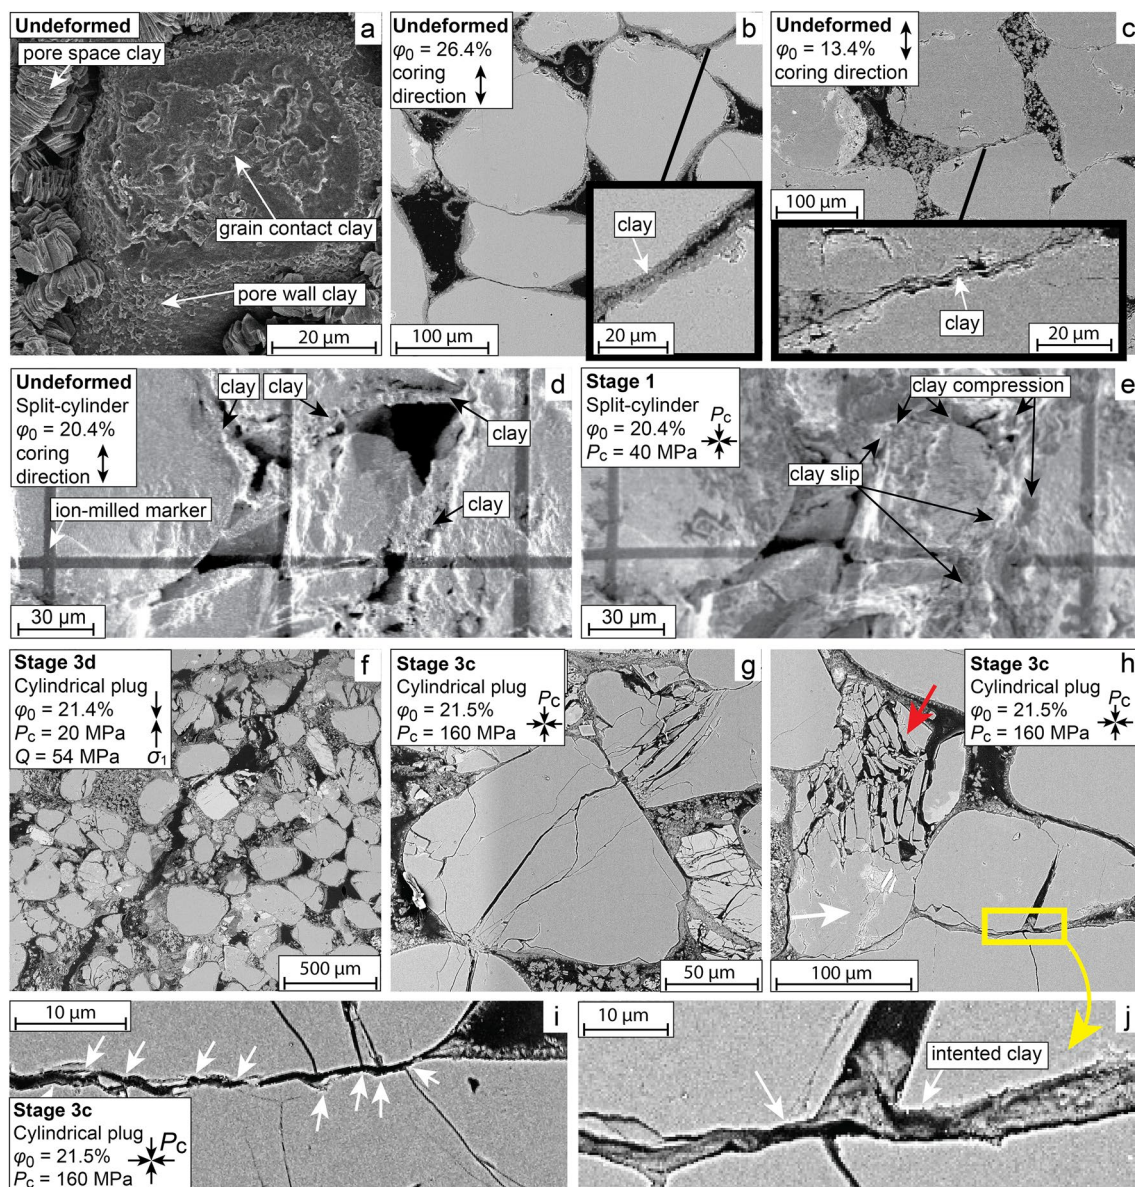 Undeformed
a
pore space clay
grain contact clay
pore wall clay
20 µm
Undeformed
b
φ0 = 26.4%
coring
direction
clay
100 µm
20 µm
Undeformed
c
φ0 = 13.4%
coring direction
100 µm
clay
20 µm
Undeformed
d
Split-cylinder
φ0 = 20.4%
coring
direction
clay
clay
clay
clay
ion-milled marker
30 µm
Stage 1
e
Split-cylinder
φ0 = 20.4%
Pc = 40 MPa
Pc
clay compression
clay slip
30 µm
Stage 3d
f
Cylindrical plug
φ0 = 21.4%
Pc = 20 MPa
Q = 54 MPa
σ1
500 µm
Stage 3c
g
Cylindrical plug
φ0 = 21.5%
Pc = 160 MPa
Pc
50 µm
Stage 3c
h
Cylindrical plug
φ0 = 21.5%
Pc = 160 MPa
Pc
100 µm
10 µm
i
Stage 3c
Cylindrical plug
φ0 = 21.5%
Pc = 160 MPa
Pc
10 µm
j
intented clay